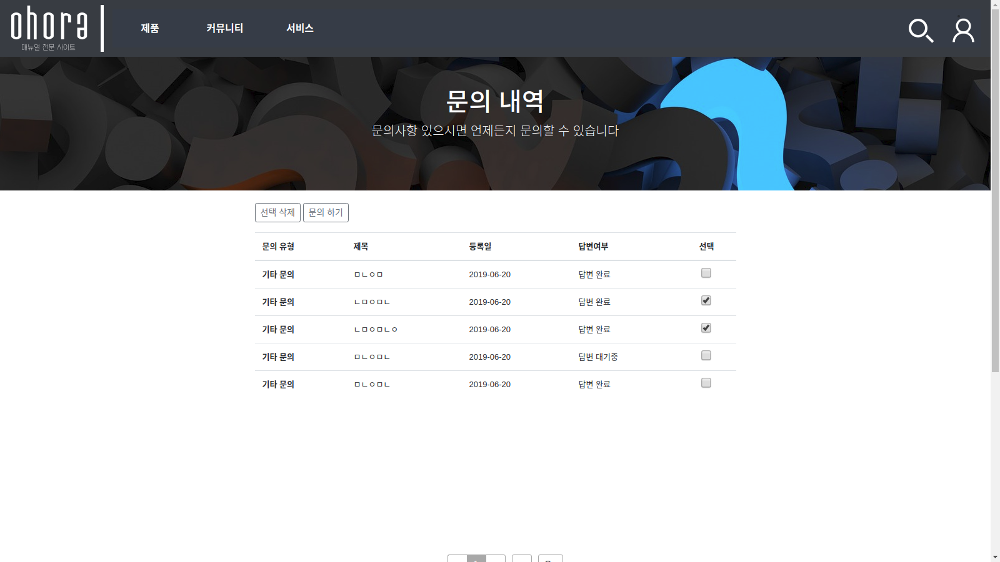 ohora
매뉴얼 전문 사이트
제품 커뮤니티 서비스
문의 내역
문의사항 있으시면 언제든지 문의할 수 있습니다
선택 삭제 문의 하기
문의 유형 제목 등록일 답변여부 선택
기타 문의 ㅁㄴㅇㅁ 2019-06-20 답변 완료
기타 문의 ㄴㅁㅇㅁㄴ 2019-06-20 답변 완료
기타 문의 ㄴㅁㅇㅁㄴㅇ 2019-06-20 답변 완료
기타 문의 ㅁㄴㅇㅁㄴ 2019-06-20 답변 대기중
기타 문의 ㅁㄴㅇㅁㄴ 2019-06-20 답변 완료